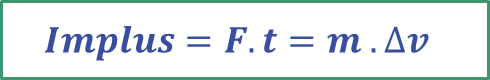 Implus = F. t = m . Δv